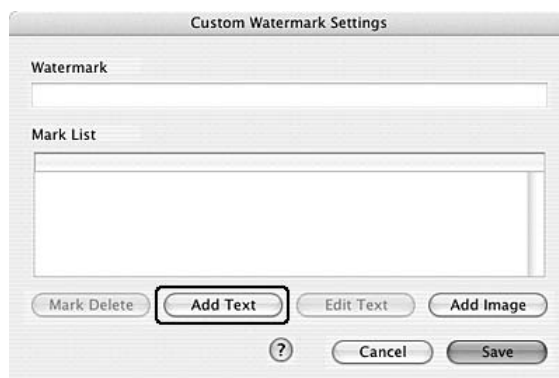 Custom Watermark Settings
Watermark
Mark List
Mark Delete Add Text Edit Text Add Image
? Cancel Save